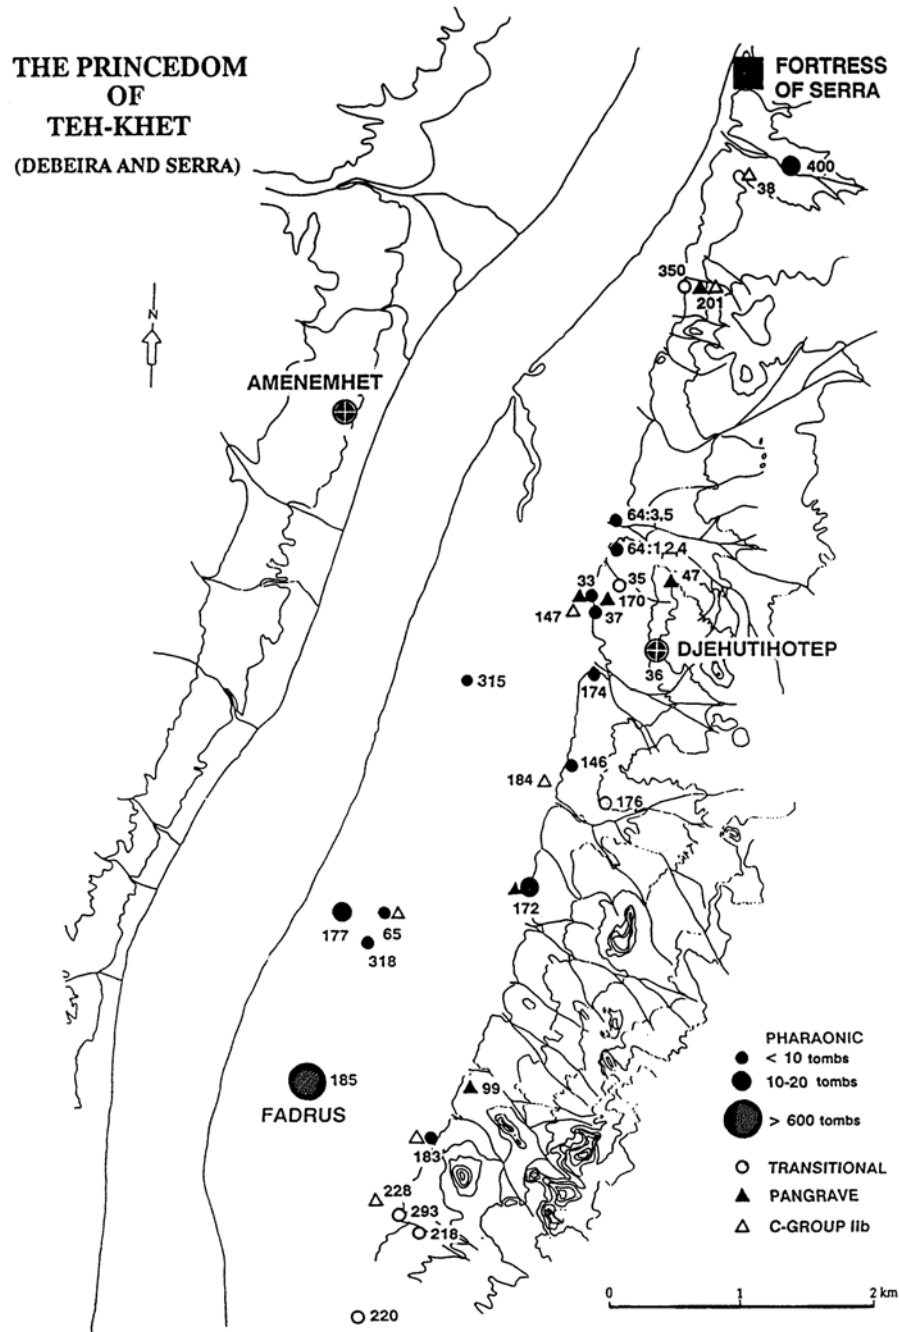 THE PRINCEDOM
OF
TEH-KHET
(DEBEIRA AND SERRA)
FORTRESS
OF SERRA
400
38
350
201
N
AMENEMHET
64:3,5
64:1,2,4
35
47
33
170
147
37
DJEHUTIHOTEP
36
315
174
146
184
176
172
177
65
318
185
FADRUS
99
183
228
293
218
220
PHARAONIC
< 10 tombs
10-20 tombs
> 600 tombs
TRANSITIONAL
PANGRAVE
C-GROUP IIb
0 1 2 km